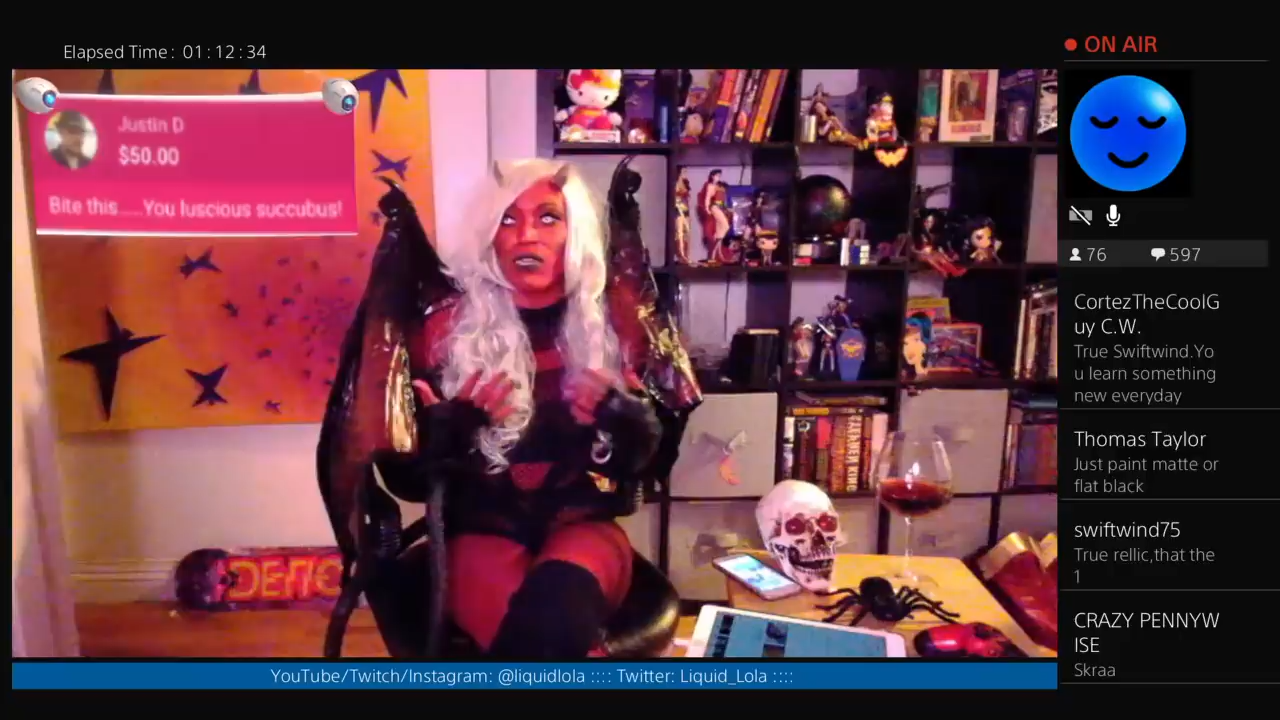 Elapsed Time: 01:12:34
ON AIR
Justin D
$50.00
Bite this.....You luscious succubus!
76 597
CortezTheCoolG
uy C.W.
True Swiftwind.Yo
u learn something
new everyday
Thomas Taylor
Just paint matte or
flat black
swiftwind75
True rellic,that the
1
CRAZY PENNYW
ISE
Skraa
YouTube/Twitch/Instagram: @liquidlola :::: Twitter: Liquid_Lola ::::